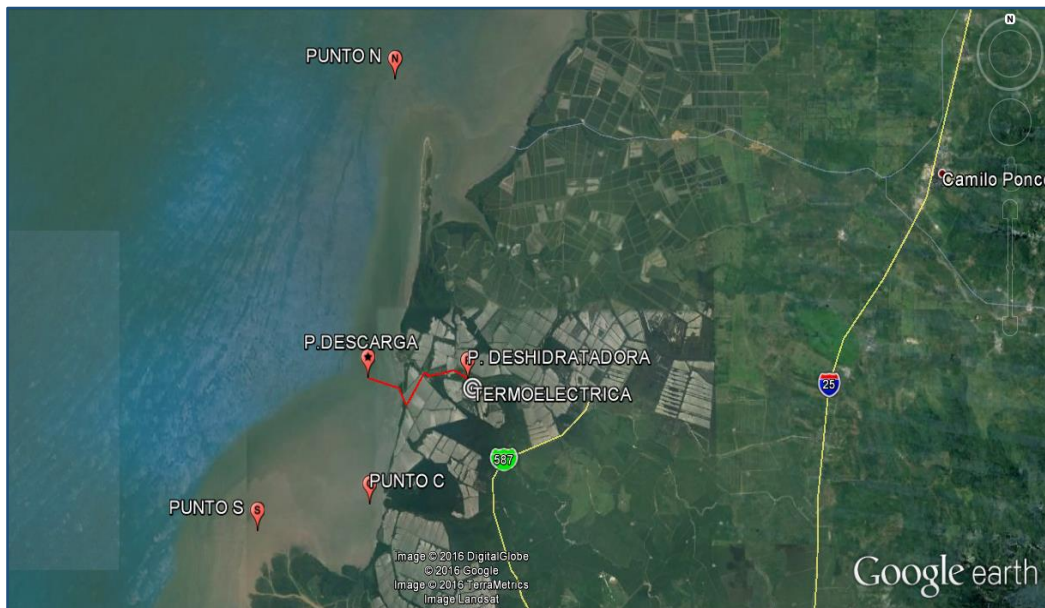 N
PUNTO N
N
Camilo Ponce
P.DESCARGA
P. DESHIDRATADORA
TERMOELECTRICA
25
587
PUNTO C
PUNTO S
S
Image © 2016 DigitalGlobe
© 2016 Google
Image © 2016 TerraMetrics
Image Landsat
Google earth